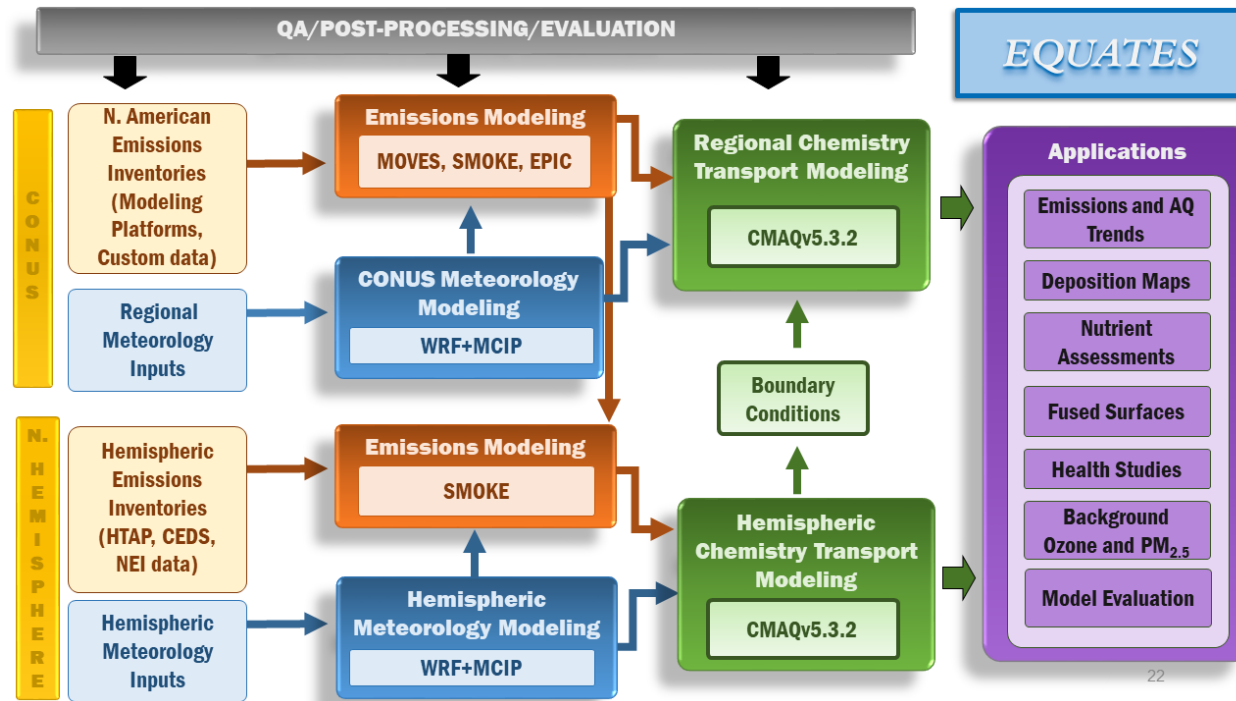 QA/POST-PROCESSING/EVALUATION
EQUATES
CONUS
N. American
Emissions
Inventories
(Modeling
Platforms,
Custom data)
Regional
Meteorology
Inputs
Emissions Modeling
MOVES, SMOKE, EPIC
CONUS Meteorology
Modeling
WRF+MCIP
Regional Chemistry
Transport Modeling
CMAQv5.3.2
Boundary
Conditions
N. HEMISPHERE
Hemispheric
Emissions
Inventories
(HTAP, CEDS,
NEI data)
Hemispheric
Meteorology
Inputs
Emissions Modeling
SMOKE
Hemispheric
Meteorology Modeling
WRF+MCIP
Hemispheric
Chemistry Transport
Modeling
CMAQv5.3.2
Applications
Emissions and AQ
Trends
Deposition Maps
Nutrient
Assessments
Fused Surfaces
Health Studies
Background
Ozone and PM2.5
Model Evaluation
22